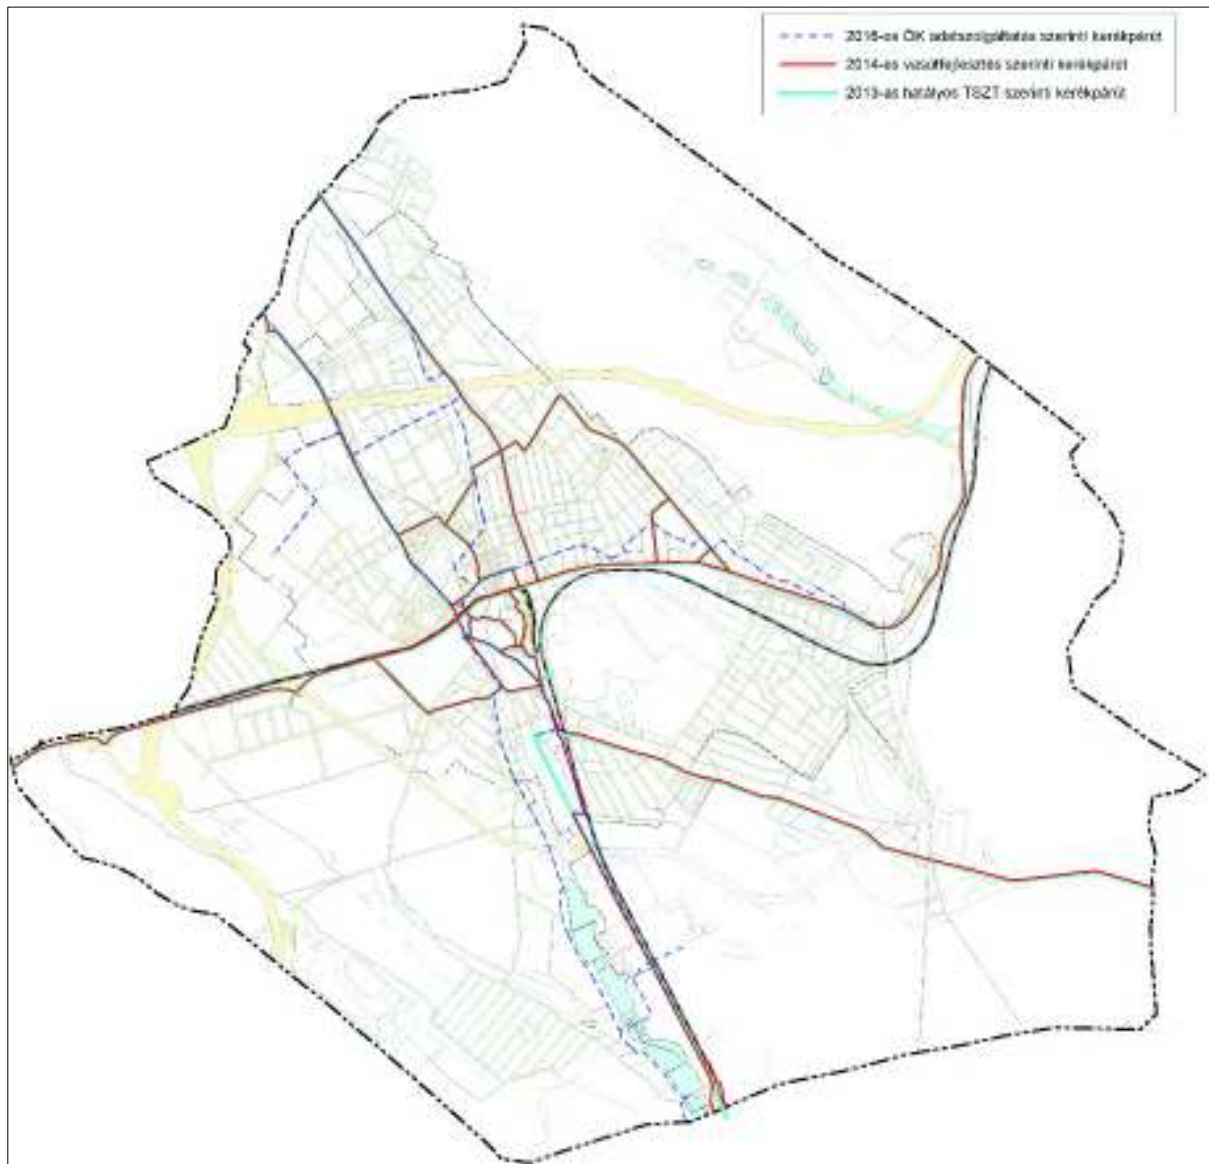 2016-os ÖK adatszolgáltatás szerinti kerékpárút
2014-es vasútfejlesztés szerinti kerékpárút
2013-as hatályos TSZT szerinti kerékpárút